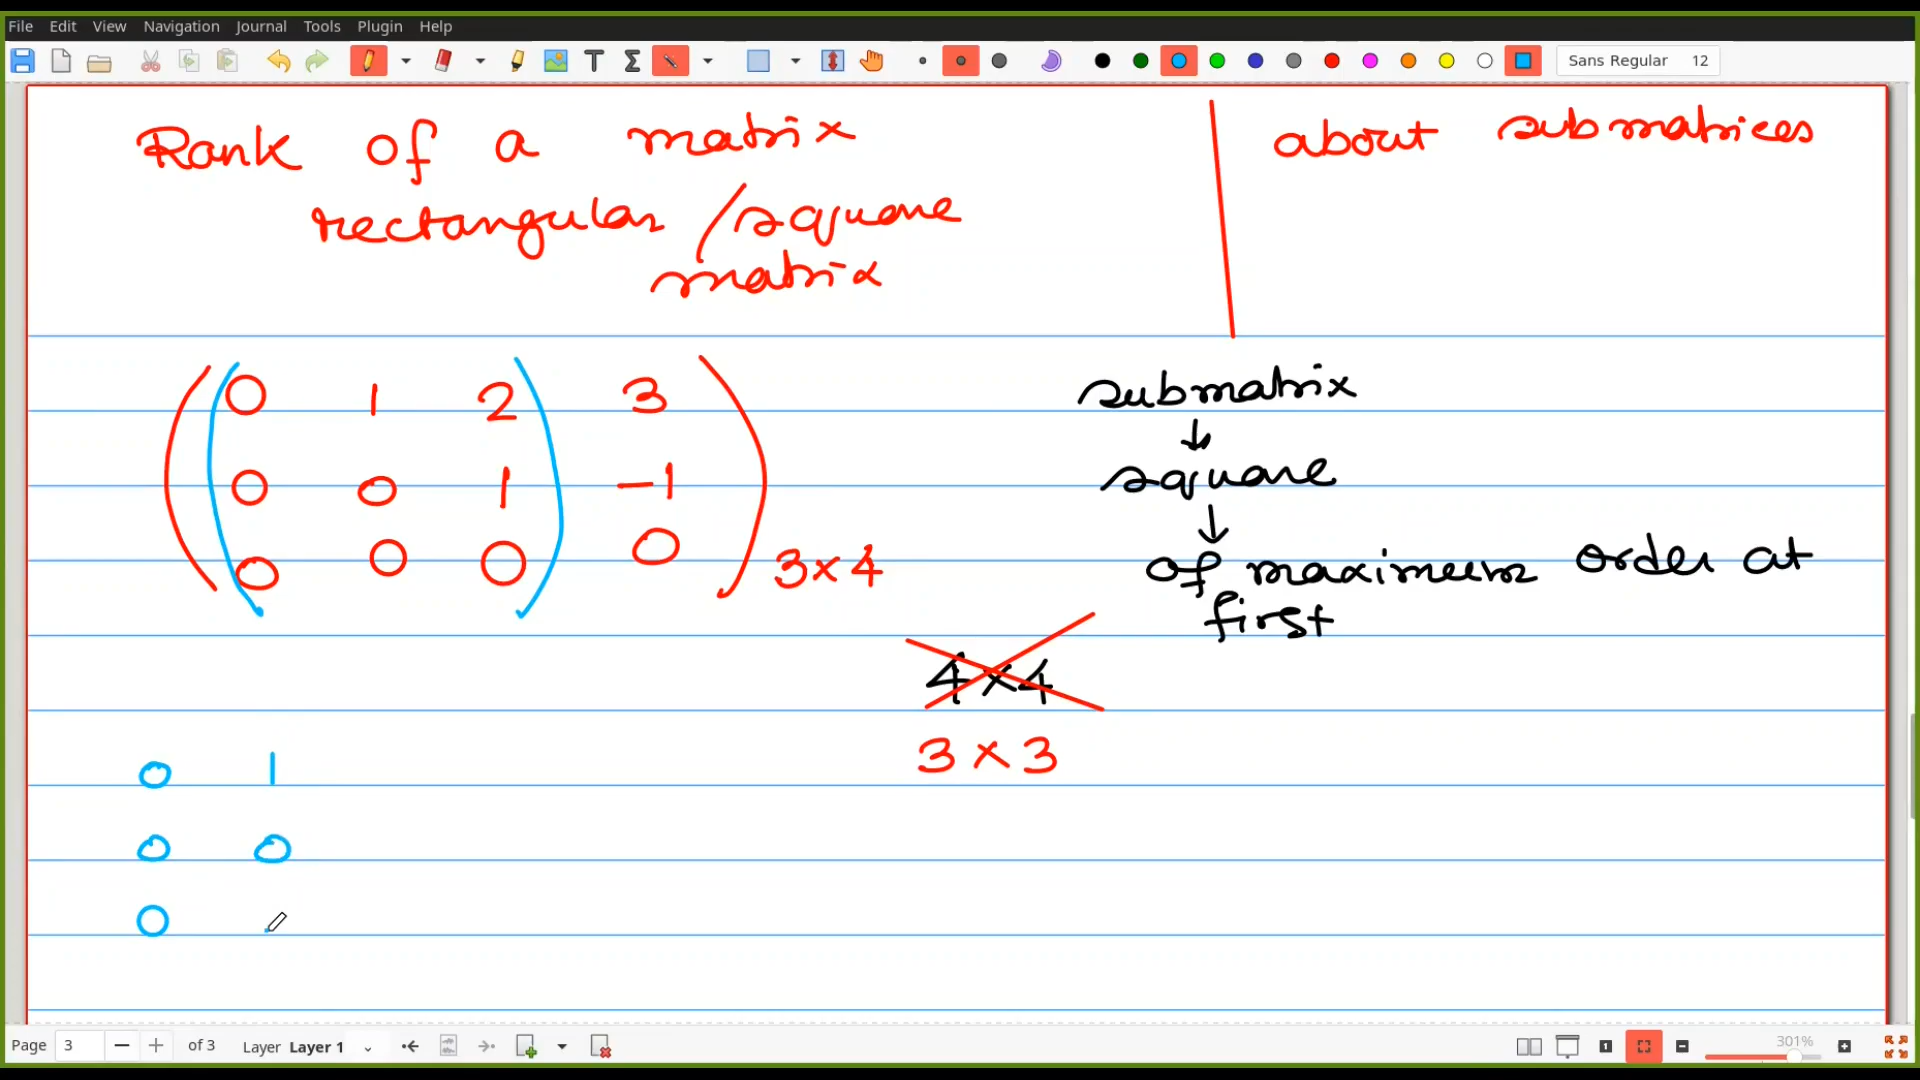 File Edit View Navigation Journal Tools Plugin Help
Sans Regular 12
Rank of a matrix
rectangular / square
matrix
about submatrices
0 1 2 3
0 0 1 -1
0 0 0 0
3×4
submatrix
↓
square
↓
of maximum order at
first
4×4
3×3
0 1
0 0
0
Page 3 of 3 Layer Layer 1 301%